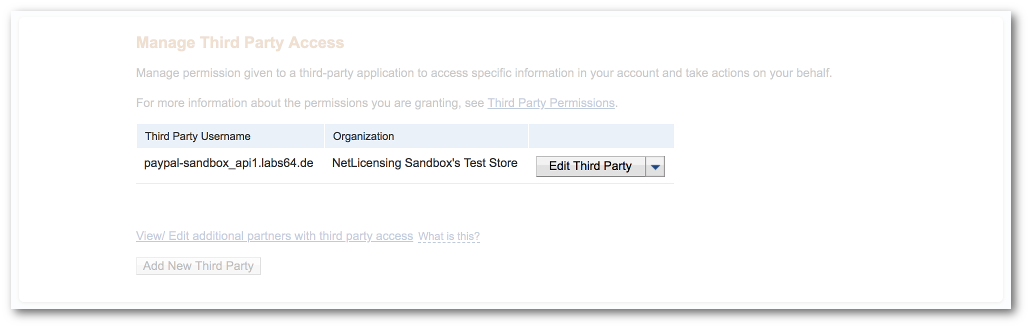 Manage Third Party Access
Manage permission given to a third-party application to access specific information in your account and take actions on your behalf.
For more information about the permissions you are granting, see Third Party Permissions.
Third Party Username Organization
paypal-sandbox_api1.labs64.de NetLicensing Sandbox's Test Store Edit Third Party
View/ Edit additional partners with third party access What is this?
Add New Third Party